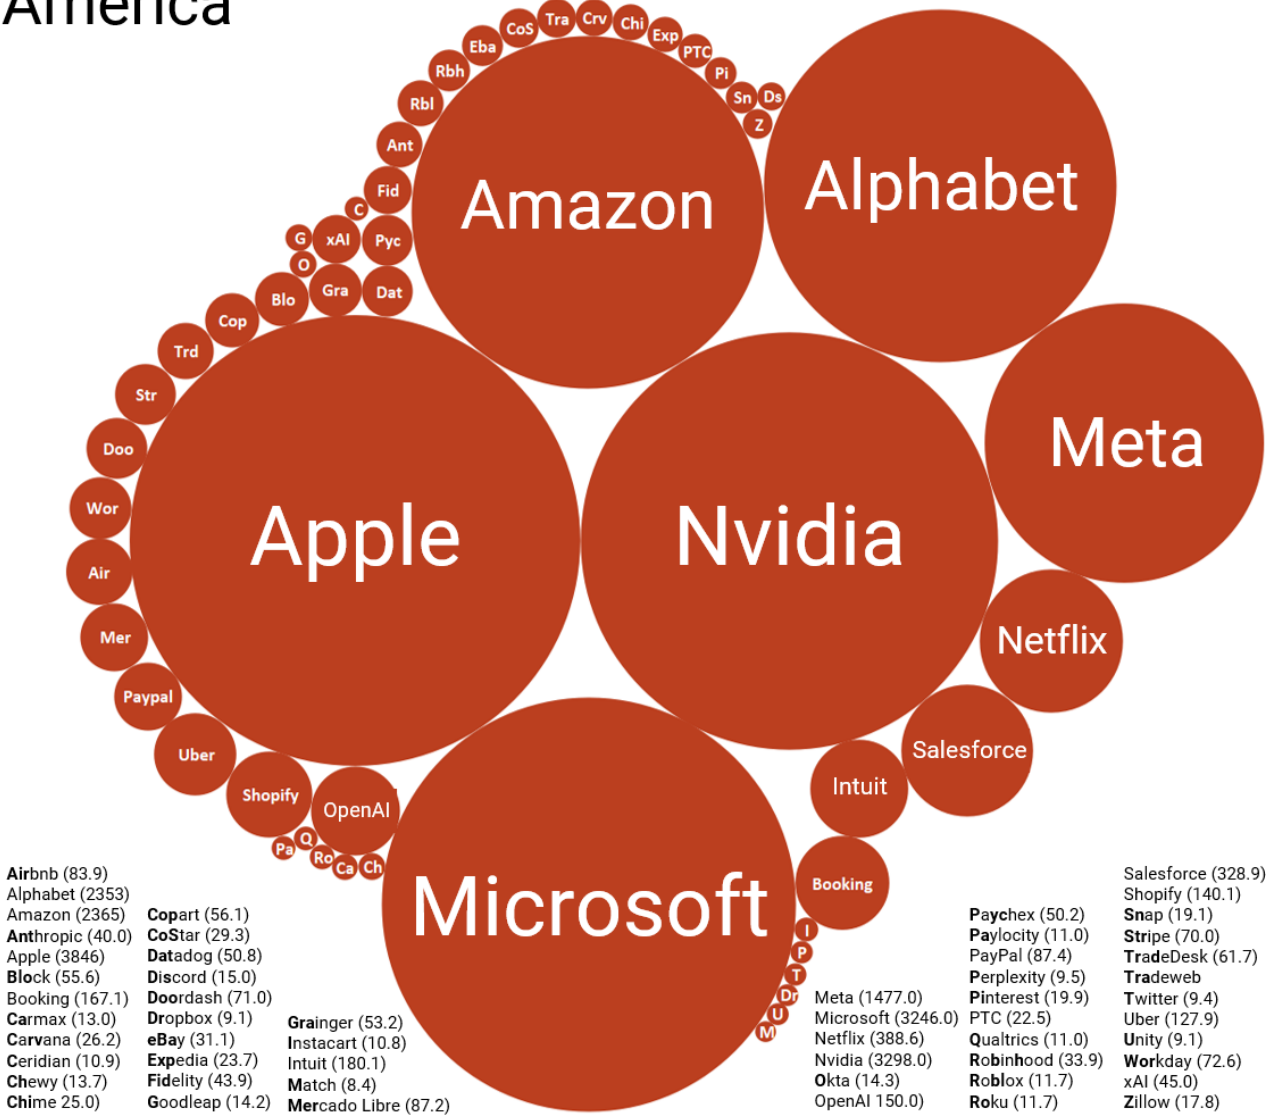 America
Tra
Crv
Chi
CoS
Exp
Eba
PTC
Rbh
Pi
Rbl
Sn
Ds
Z
Ant
Fid
C
Amazon
Alphabet
G
xAI
Pyc
O
Blo
Gra
Dat
Cop
Trd
Str
Doo
Meta
Wor
Apple
Nvidia
Air
Mer
Netflix
Paypal
Uber
Salesforce
Shopify
OpenAI
Intuit
Pa
Q
Ro
Ca
Ch
Microsoft
Booking
I
P
T
Dr
U
M
Airbnb (83.9)
Alphabet (2353)
Amazon (2365)
Anthropic (40.0)
Apple (3846)
Block (55.6)
Booking (167.1)
Carmax (13.0)
Carvana (26.2)
Ceridian (10.9)
Chewy (13.7)
Chime 25.0)
Copart (56.1)
CoStar (29.3)
Datadog (50.8)
Discord (15.0)
Doordash (71.0)
Dropbox (9.1)
eBay (31.1)
Expedia (23.7)
Fidelity (43.9)
Goodleap (14.2)
Grainger (53.2)
Instacart (10.8)
Intuit (180.1)
Match (8.4)
Mercado Libre (87.2)
Meta (1477.0)
Microsoft (3246.0)
Netflix (388.6)
Nvidia (3298.0)
Okta (14.3)
OpenAI 150.0)
Paychex (50.2)
Paylocity (11.0)
PayPal (87.4)
Perplexity (9.5)
Pinterest (19.9)
PTC (22.5)
Qualtrics (11.0)
Robinhood (33.9)
Roblox (11.7)
Roku (11.7)
Salesforce (328.9)
Shopify (140.1)
Snap (19.1)
Stripe (70.0)
TradeDesk (61.7)
Tradeweb
Twitter (9.4)
Uber (127.9)
Unity (9.1)
Workday (72.6)
xAI (45.0)
Zillow (17.8)